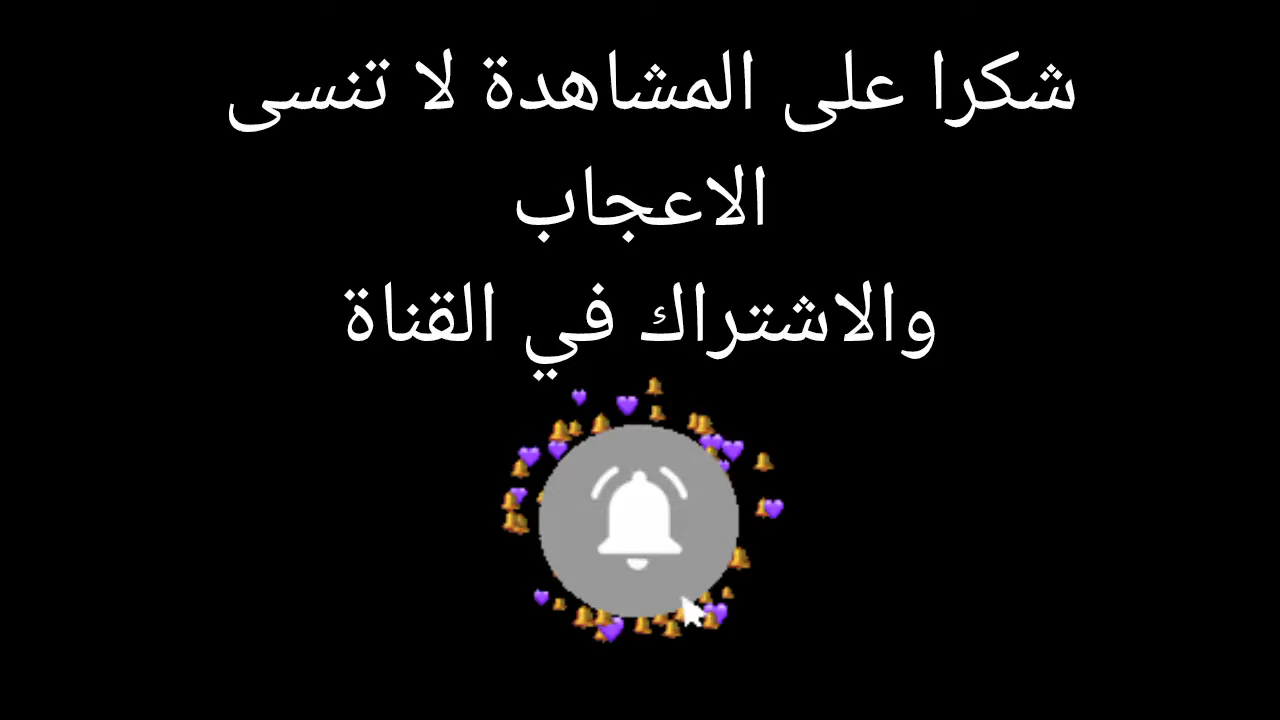 شكرا على المشاهدة لا تنسى
الاعجاب
والاشتراك في القناة